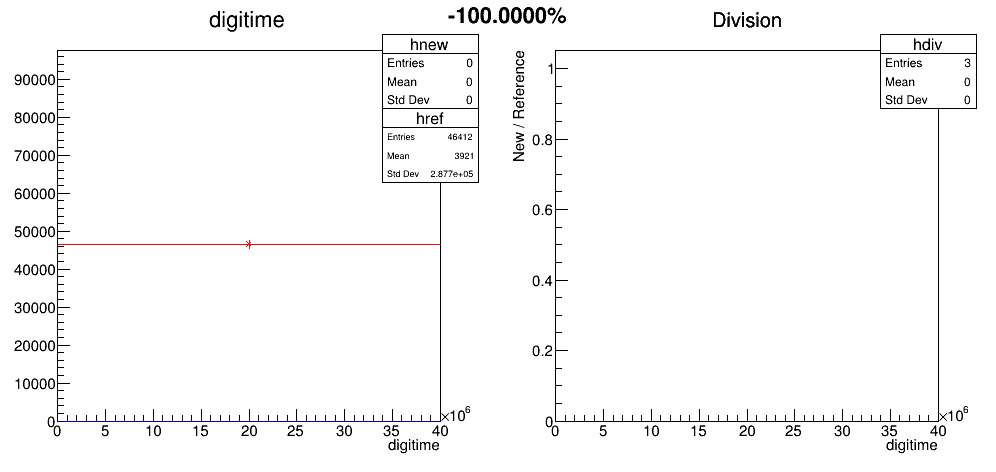 -100.0000%
digitime
hnew
Entries 0
Mean 0
Std Dev 0
href
Entries 46412
Mean 3921
Std Dev 2.877e+05
90000
80000
70000
60000
50000
40000
30000
20000
10000
0
0 5 10 15 20 25 30 35 40
×10⁶
digitime
Division
hdiv
Entries 3
Mean 0
Std Dev 0
New / Reference
1
0.8
0.6
0.4
0.2
0
0 5 10 15 20 25 30 35 40
×10⁶
digitime